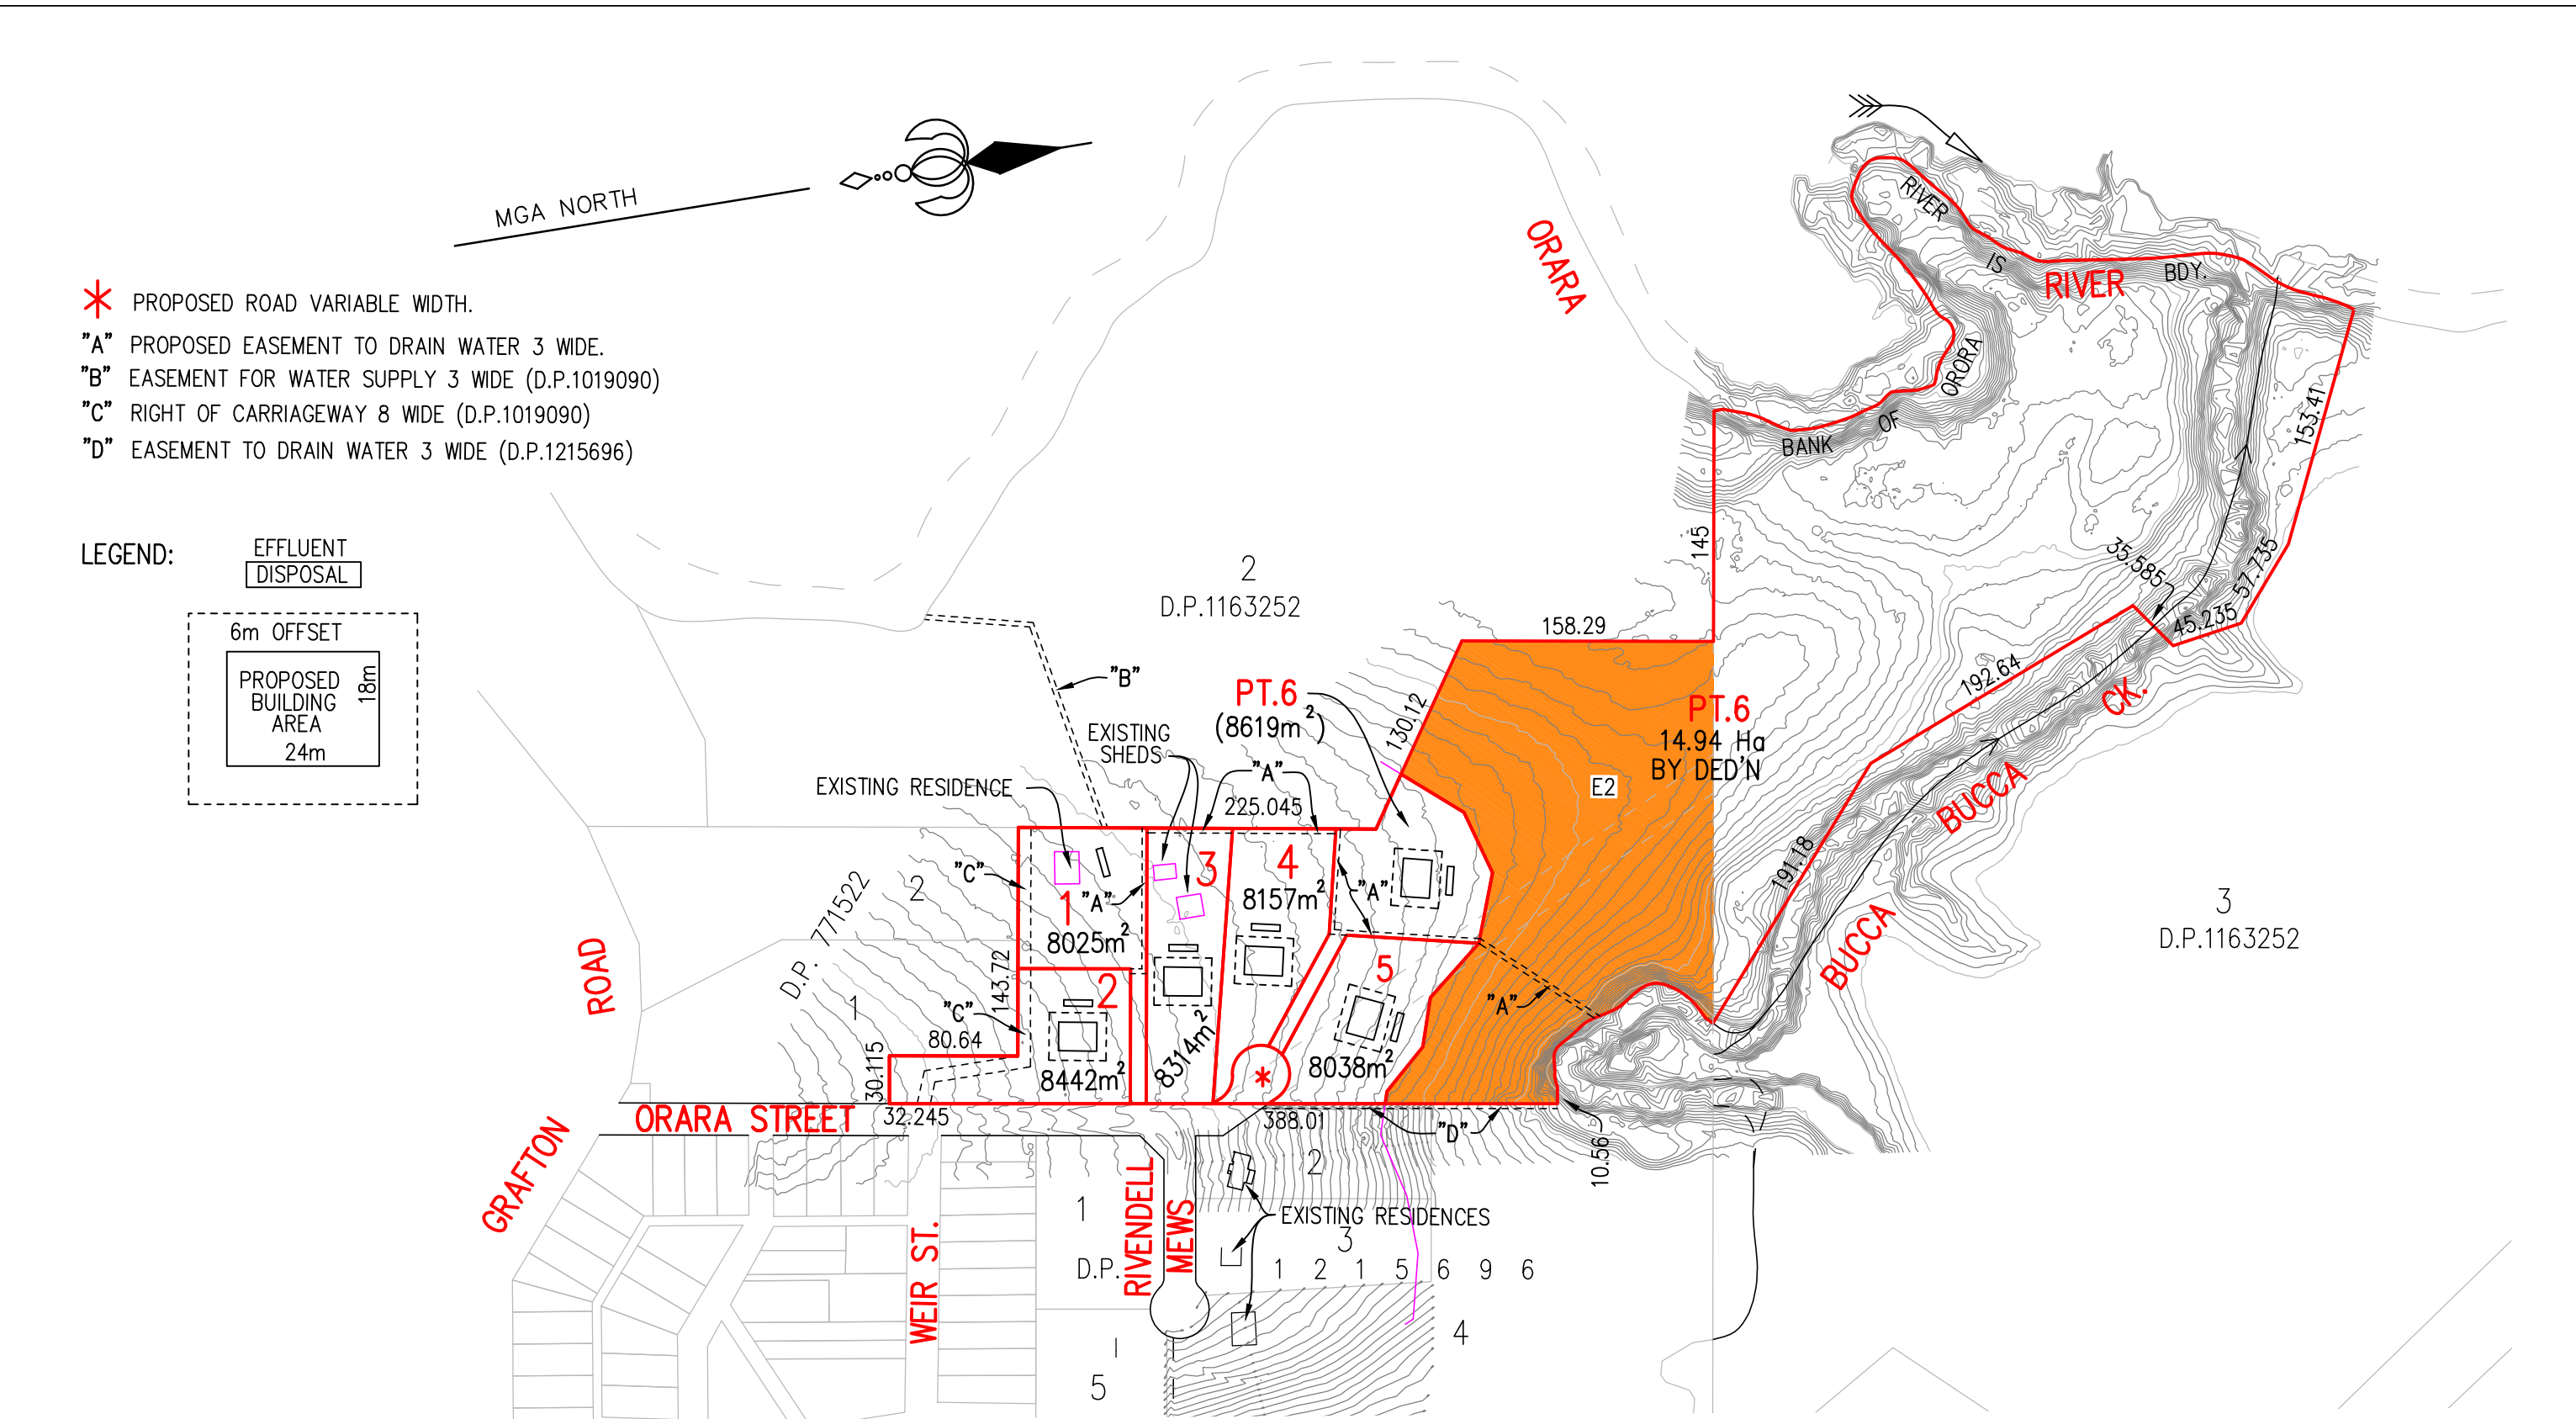 MGA NORTH
* PROPOSED ROAD VARIABLE WIDTH.
"A" PROPOSED EASEMENT TO DRAIN WATER 3 WIDE.
"B" EASEMENT FOR WATER SUPPLY 3 WIDE (D.P.1019090)
"C" RIGHT OF CARRIAGEWAY 8 WIDE (D.P.1019090)
"D" EASEMENT TO DRAIN WATER 3 WIDE (D.P.1215696)
LEGEND:
EFFLUENT
DISPOSAL
6m OFFSET
PROPOSED
BUILDING
AREA
18m
24m
ORARA
RIVER
RIVER
IS
BDY.
BANK
OF
ORORA
153.41
145
35.585
57.735
45.235
192.64
191.18
BUCCA
CK.
BUCCA
2
D.P.1163252
158.29
130.12
PT.6
(8619m²)
PT.6
14.94 Ha
BY DED'N
E2
"B"
EXISTING
SHEDS
"A"
225.045
EXISTING RESIDENCE
"C"
1
"A"
8025m²
3
4
8157m²
"A"
2
D.P. 771522
1
143.72
"C"
80.64
30.115
2
8442m²
8314m²
*
5
8038m²
"A"
3
D.P.1163252
ROAD
GRAFTON
ORARA STREET
32.245
388.01
"D"
10.56
WEIR ST.
RIVENDELL
MEWS
1
D.P.
2
EXISTING RESIDENCES
3
1 2 1 5 6 9 6
4
5